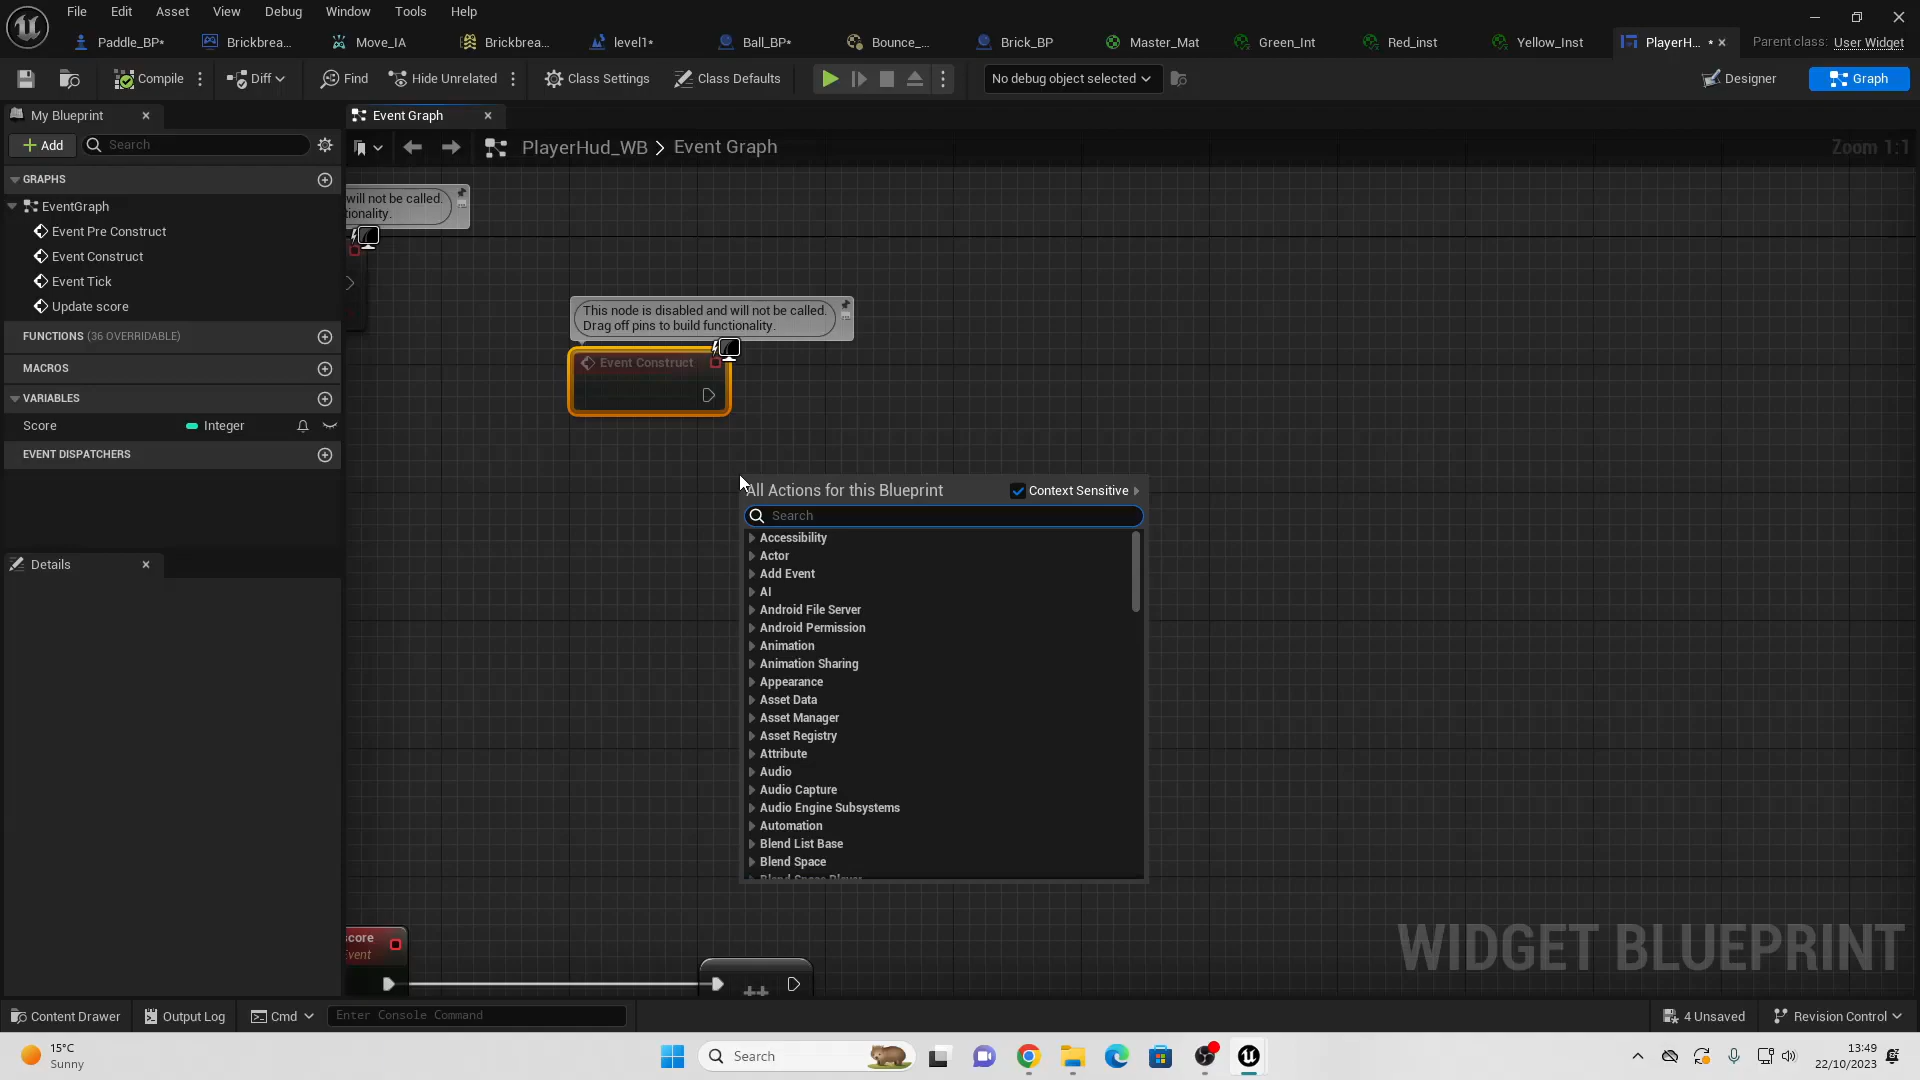 File Edit Asset View Debug Window Tools Help
Paddle_BP* Brickbrea... Move_IA Brickbrea... level1* Ball_BP* Bounce_... Brick_BP Master_Mat Green_Int Red_inst Yellow_Inst PlayerH... * Parent class: User Widget
Compile Diff Find Hide Unrelated Class Settings Class Defaults No debug object selected Designer Graph
My Blueprint
Event Graph
Add Search
PlayerHud_WB > Event Graph
Zoom 1:1
GRAPHS
EventGraph
Event Pre Construct
Event Construct
Event Tick
Update score
FUNCTIONS (36 OVERRIDABLE)
MACROS
VARIABLES
Score Integer
EVENT DISPATCHERS
Details
will not be called.
tionality.
This node is disabled and will not be called.
Drag off pins to build functionality.
Event Construct
All Actions for this Blueprint Context Sensitive
Search
Accessibility
Actor
Add Event
AI
Android File Server
Android Permission
Animation
Animation Sharing
Appearance
Asset Data
Asset Manager
Asset Registry
Attribute
Audio
Audio Capture
Audio Engine Subsystems
Automation
Blend List Base
Blend Space
Blend Space Player
score
Event
++
WIDGET BLUEPRINT
Content Drawer Output Log Cmd Enter Console Command 4 Unsaved Revision Control
15°C
Sunny
Search
13:49
22/10/2023